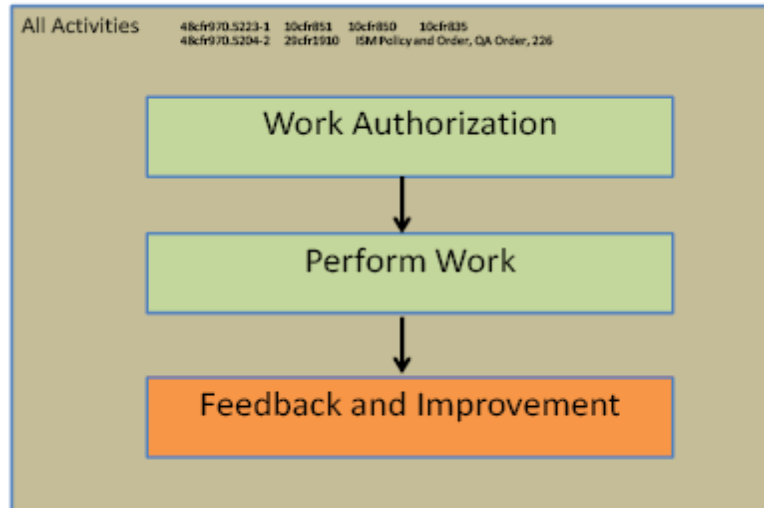 All Activities 48cfr970.5223-1 10cfr851 10cfr850 10cfr835
48cfr970.5204-2 29cfr1910 ISM Policy and Order, QA Order, 226
Work Authorization
Perform Work
Feedback and Improvement